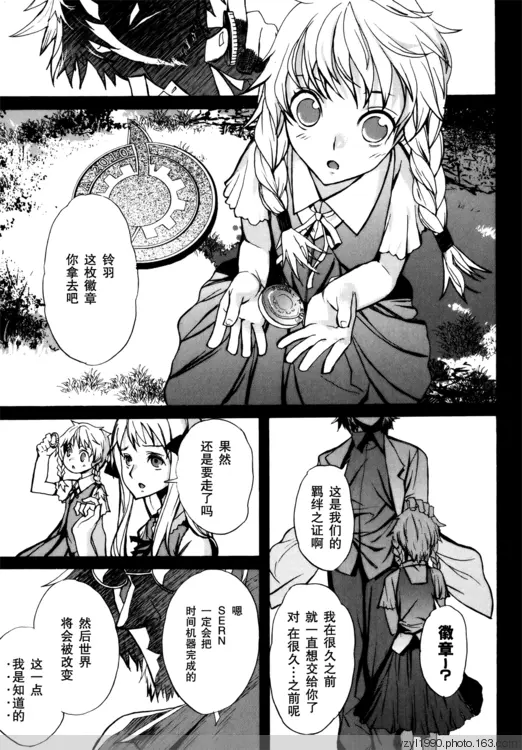 铃羽
这枚徽章
你拿去吧
这是我们的
羁绊之证啊
徽章!?
我在很久之前
就一直想交给你了
对 在很久…之前呢
果然
还是要走了吗
嗯
SERN
一定会把
时间机器完成的
然后世界
将会被改变
这一点
我是知道的
yzyl1990.photo.163.com